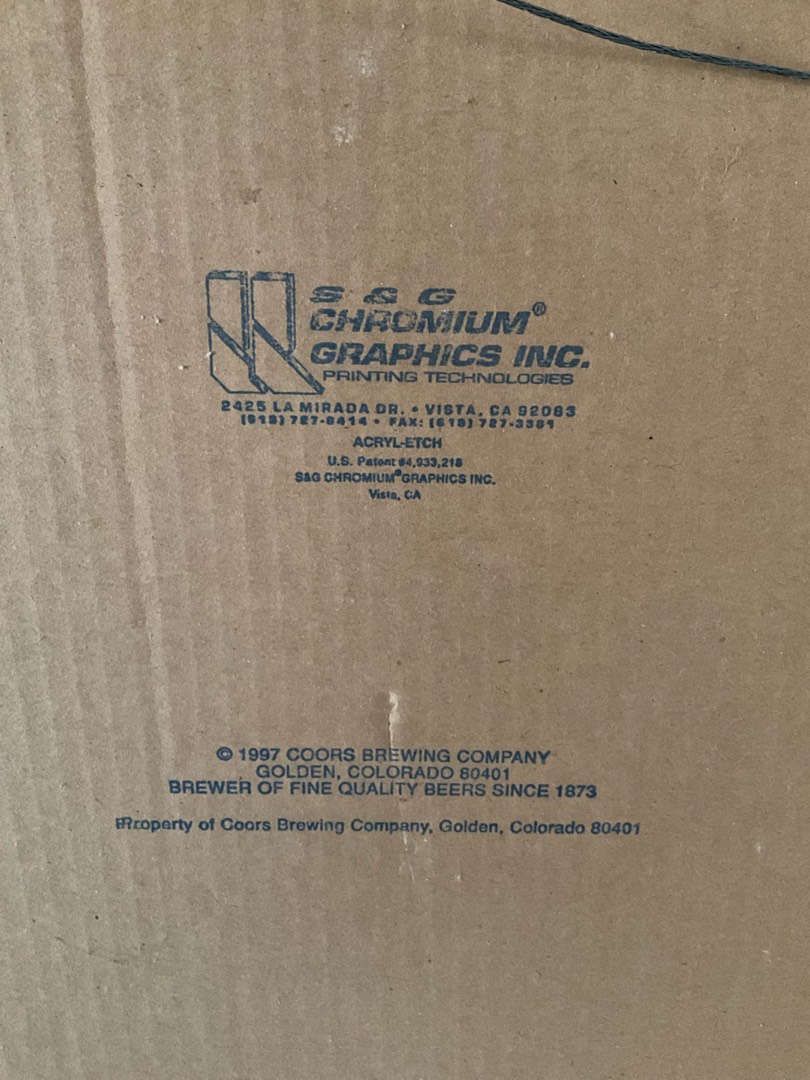 S & G
CHROMIUM®
GRAPHICS INC.
PRINTING TECHNOLOGIES
2425 LA MIRADA DR. • VISTA, CA 92083
(619) 727-8414 • FAX: (619) 727-3381
ACRYL-ETCH
U.S. Patent #4,933,218
S&G CHROMIUM®GRAPHICS INC.
Vista, CA
© 1997 COORS BREWING COMPANY
GOLDEN, COLORADO 80401
BREWER OF FINE QUALITY BEERS SINCE 1873
Property of Coors Brewing Company, Golden, Colorado 80401